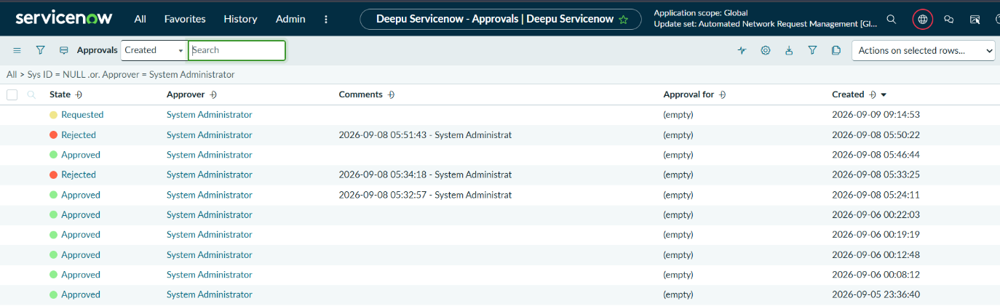 servicenow All Favorites History Admin Deepu Servicenow - Approvals | Deepu Servicenow Application scope: Global
Update set: Automated Network Request Management [Gl...
Approvals Created Search Actions on selected rows...
All > Sys ID = NULL .or. Approver = System Administrator
State Approver Comments Approval for Created
Requested System Administrator (empty) 2026-09-09 09:14:53
Rejected System Administrator 2026-09-08 05:51:43 - System Administrat (empty) 2026-09-08 05:50:22
Approved System Administrator (empty) 2026-09-08 05:46:44
Rejected System Administrator 2026-09-08 05:34:18 - System Administrat (empty) 2026-09-08 05:33:25
Approved System Administrator 2026-09-08 05:32:57 - System Administrat (empty) 2026-09-08 05:24:11
Approved System Administrator (empty) 2026-09-06 00:22:03
Approved System Administrator (empty) 2026-09-06 00:19:19
Approved System Administrator (empty) 2026-09-06 00:12:48
Approved System Administrator (empty) 2026-09-06 00:08:12
Approved System Administrator (empty) 2026-09-05 23:36:40